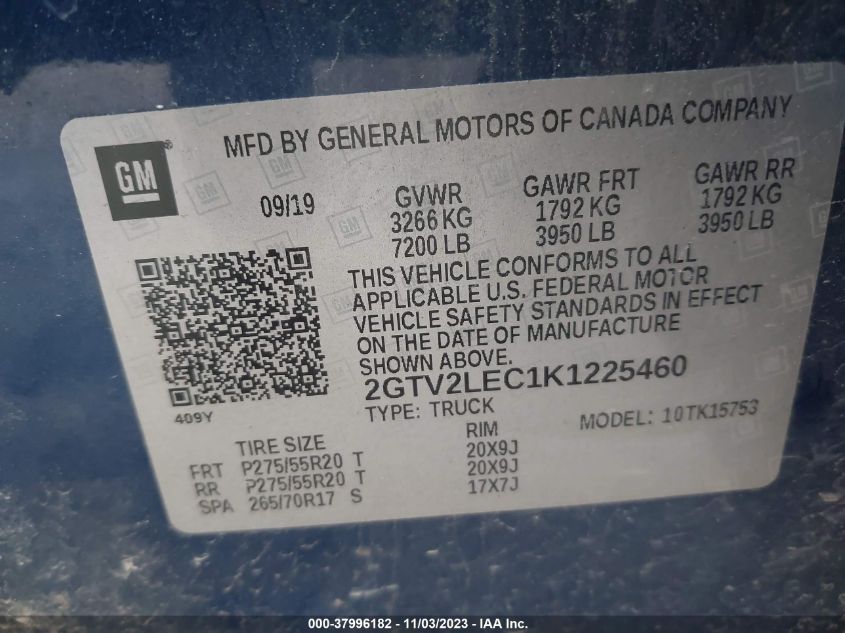 MFD BY GENERAL MOTORS OF CANADA COMPANY
GM
09/19
GVWR
3266 KG
7200 LB
GAWR FRT
1792 KG
3950 LB
GAWR RR
1792 KG
3950 LB
THIS VEHICLE CONFORMS TO ALL
APPLICABLE U.S. FEDERAL MOTOR
VEHICLE SAFETY STANDARDS IN EFFECT
ON THE DATE OF MANUFACTURE
SHOWN ABOVE.
2GTV2LEC1K1225460
409Y
TYPE: TRUCK
MODEL: 10TK15753
TIRE SIZE RIM
FRT P275/55R20 T 20X9J
RR P275/55R20 T 20X9J
SPA 265/70R17 S 17X7J
000-37996182 - 11/03/2023 - IAA Inc.